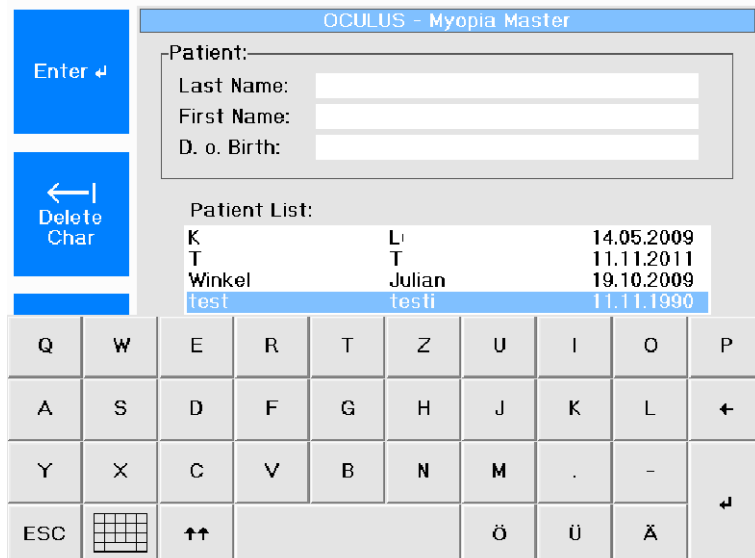 OCULUS - Myopia Master
Enter ↵
Patient:
Last Name:
First Name:
D. o. Birth:
Delete
Char
Patient List:
K 14.05.2009
T T 11.11.2011
Winkel Julian 19.10.2009
test testi 11.11.1990
Q W E R T Z U I O P
A S D F G H J K L ←
Y X C V B N M . - ↵
ESC ↑↑ Ö Ü Ä